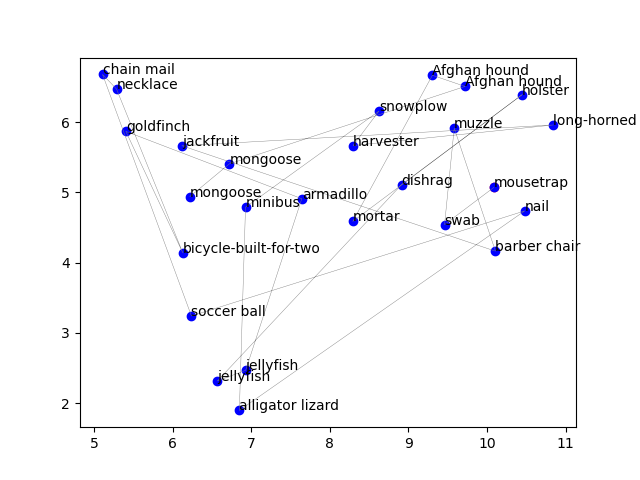 chain mail
Afghan hound
necklace
Afghan hound
holster
snowplow
goldfinch
muzzle
long-horned
jackfruit
harvester
mongoose
dishrag
mousetrap
mongoose
armadillo
minibus
mortar
swab
nail
bicycle-built-for-two
barber chair
soccer ball
jellyfish
jellyfish
alligator lizard
6
5
4
3
2
5 6 7 8 9 10 11